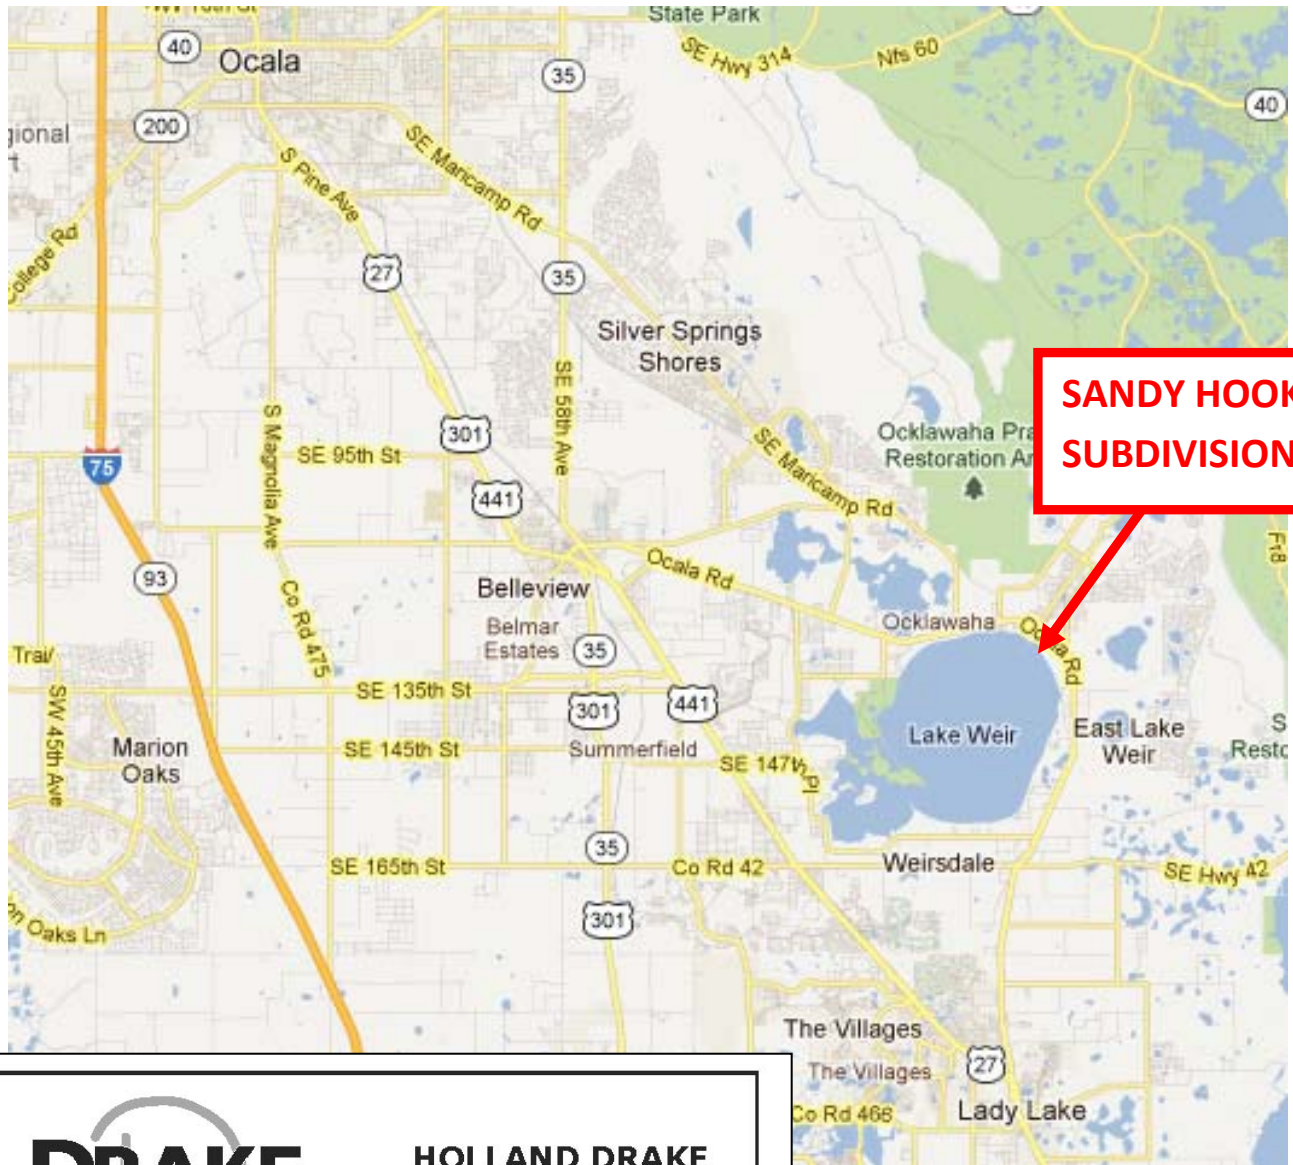 State Park
40
Ocala
35
SE Hwy 314
Nfs 60
40
200
SE Maricamp Rd
S Pine Ave
College Rd
27
35
Silver Springs
Shores
SANDY HOOK
SUBDIVISION
S Magnolia Ave
SE 95th St
301
SE 58th Ave
SE Maricamp Rd
Ocklawaha
Restoration
75
441
93
Co Rd 475
Belleview
Ocala Rd
Fr8
Belmar
Estates
35
Ocklawaha
Ocala Rd
Trail
SW 45th Ave
SE 135th St
301
441
Marion
Oaks
SE 145th St
Summerfield
SE 147th Pl
Lake Weir
East Lake
Weir
35
SE 165th St
Co Rd 42
Weirsdale
SE Hwy 42
Oaks Ln
301
The Villages
The Villages
27
Co Rd 466
Lady Lake
DRAKE
HOLLAND DRAKE